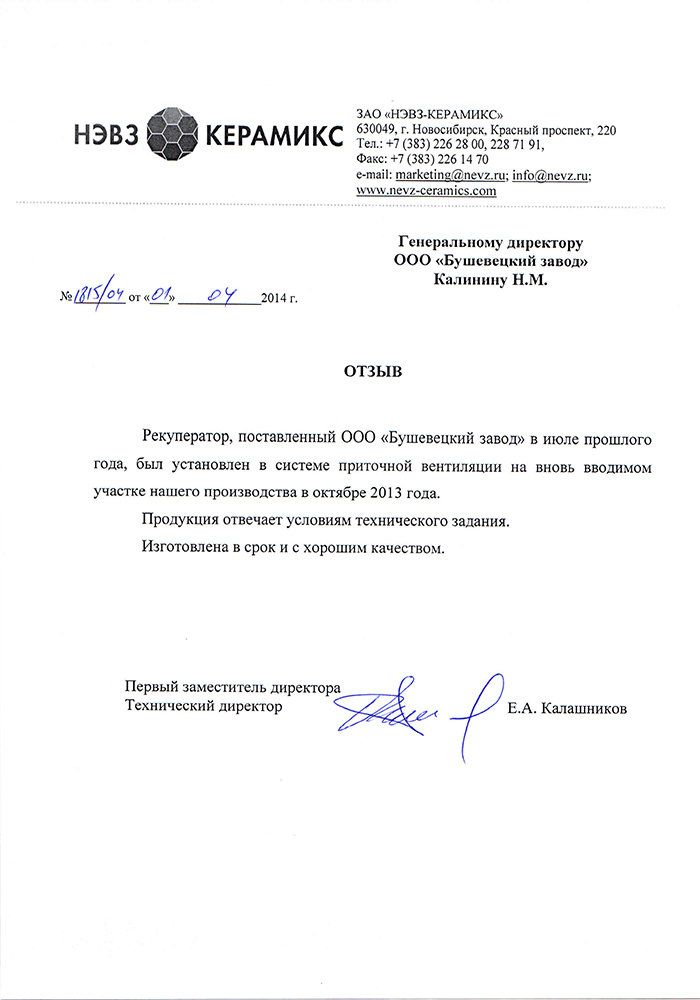 НЭВЗ КЕРАМИКС
ЗАО «НЭВЗ-КЕРАМИКС»
630049, г. Новосибирск, Красный проспект, 220
Тел.: +7 (383) 226 28 00, 228 71 91,
Факс: +7 (383) 226 14 70
e-mail: marketing@nevz.ru; info@nevz.ru;
www.nevz-ceramics.com
Генеральному директору
ООО «Бушевецкий завод»
Калинину Н.М.
№ 1815/04 от «01» 04 2014 г.
ОТЗЫВ
Рекуператор, поставленный ООО «Бушевецкий завод» в июле прошлого
года, был установлен в системе приточной вентиляции на вновь вводимом
участке нашего производства в октябре 2013 года.
Продукция отвечает условиям технического задания.
Изготовлена в срок и с хорошим качеством.
Первый заместитель директора
Технический директор
Е.А. Калашников